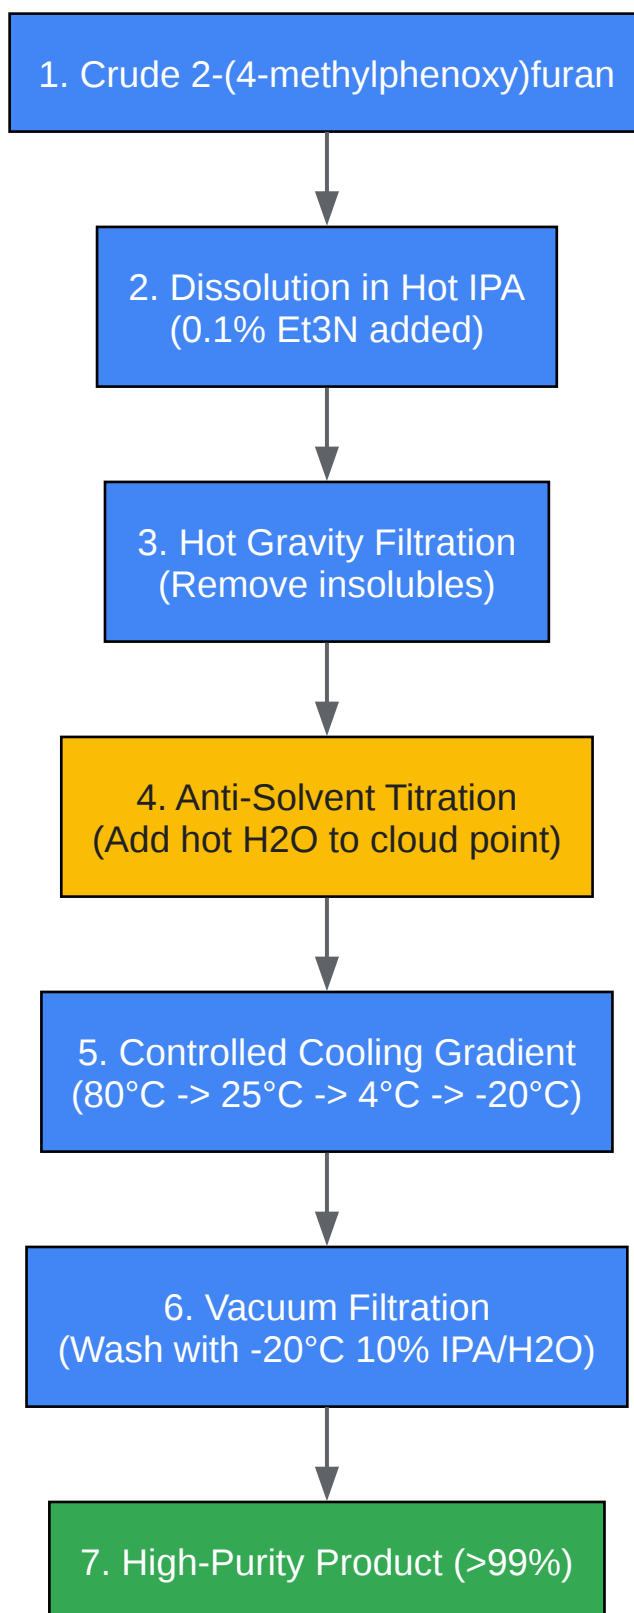 1. Crude 2-(4-methylphenoxy)furan
2. Dissolution in Hot IPA
(0.1% Et3N added)
3. Hot Gravity Filtration
(Remove insolubles)
4. Anti-Solvent Titration
(Add hot H2O to cloud point)
5. Controlled Cooling Gradient
(80°C -> 25°C -> 4°C -> -20°C)
6. Vacuum Filtration
(Wash with -20°C 10% IPA/H2O)
7. High-Purity Product (>99%)